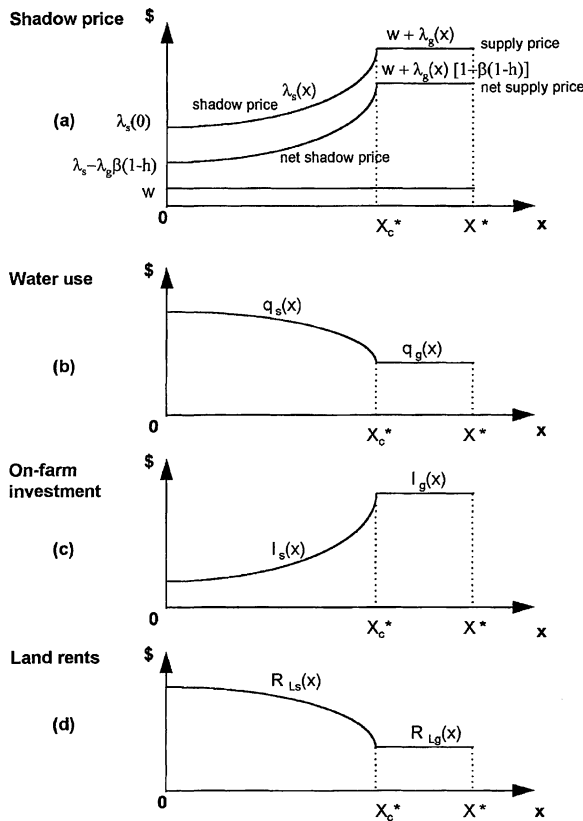 Shadow price
$
w + λg(x)
supply price
w + λg(x) [1-β(1-h)]
net supply price
λs(x)
shadow price
(a)
λs(0)
net shadow price
λs-λgβ(1-h)
w
0
Xc*
X*
x
$
Water use
qs(x)
qg(x)
(b)
0
Xc*
X*
x
$
On-farm
investment
Ig(x)
(c)
Is(x)
0
Xc*
X*
x
Land rents
$
R Ls(x)
(d)
R Lg(x)
0
Xc*
X*
x